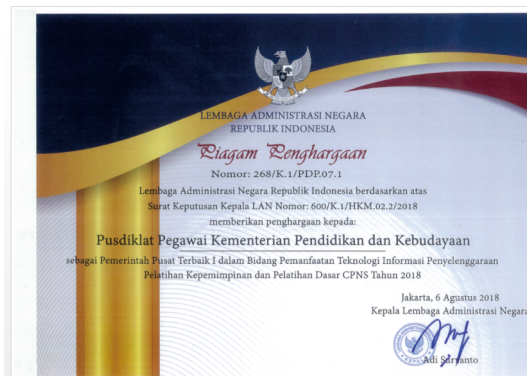 LEMBAGA ADMINISTRASI NEGARA
REPUBLIK INDONESIA
Piagam Penghargaan
Nomor: 268/K.1/PDP.07.1
Lembaga Administrasi Negara Republik Indonesia berdasarkan atas
Surat Keputusan Kepala LAN Nomor: 600/K.1/HKM.02.2/2018
memberikan penghargaan kepada:
Pusdiklat Pegawai Kementerian Pendidikan dan Kebudayaan
sebagai Pemerintah Pusat Terbaik I dalam Bidang Pemanfaatan Teknologi Informasi Penyelenggaraan
Pelatihan Kepemimpinan dan Pelatihan Dasar CPNS Tahun 2018
Jakarta, 6 Agustus 2018
Kepala Lembaga Administrasi Negara
Adi Suryanto